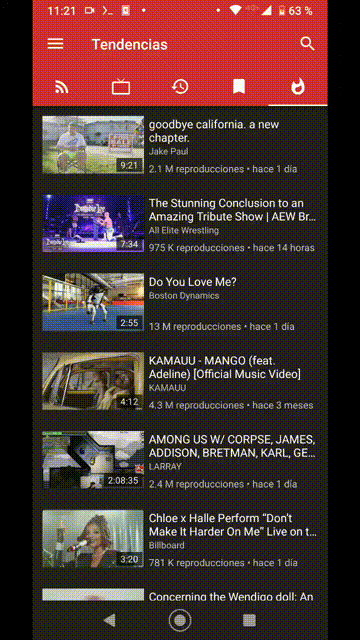 11:21
4G+
63 %
Tendencias
goodbye california. a new
chapter.
Jake Paul
9:21
2.1 M reproducciones • hace 1 día
The Stunning Conclusion to an
Amazing Tribute Show | AEW Br...
All Elite Wrestling
7:34
975 K reproducciones • hace 14 horas
Do You Love Me?
Boston Dynamics
2:55
13 M reproducciones • hace 1 día
KAMAUU - MANGO (feat.
Adeline) [Official Music Video]
KAMAUU
4:12
4.3 M reproducciones • hace 3 meses
AMONG US W/ CORPSE, JAMES,
ADDISON, BRETMAN, KARL, GE...
LARRAY
2:08:35
2.4 M reproducciones • hace 1 día
Chloe x Halle Perform “Don't
Make It Harder On Me” Live on t...
Billboard
3:20
781 K reproducciones • hace 1 día
Concerning the Wendigo doll: An